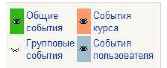 Общие события
События курса
Групповые события
События пользователя